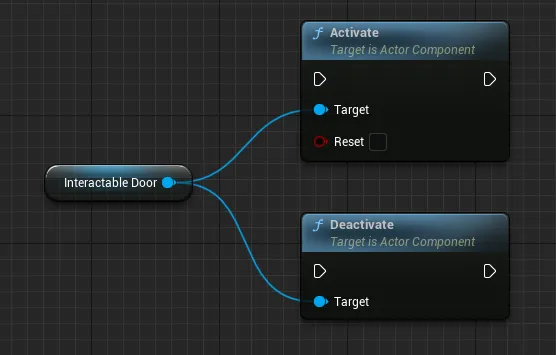 Activate
Target is Actor Component
Target
Reset
Interactable Door
Deactivate
Target is Actor Component
Target